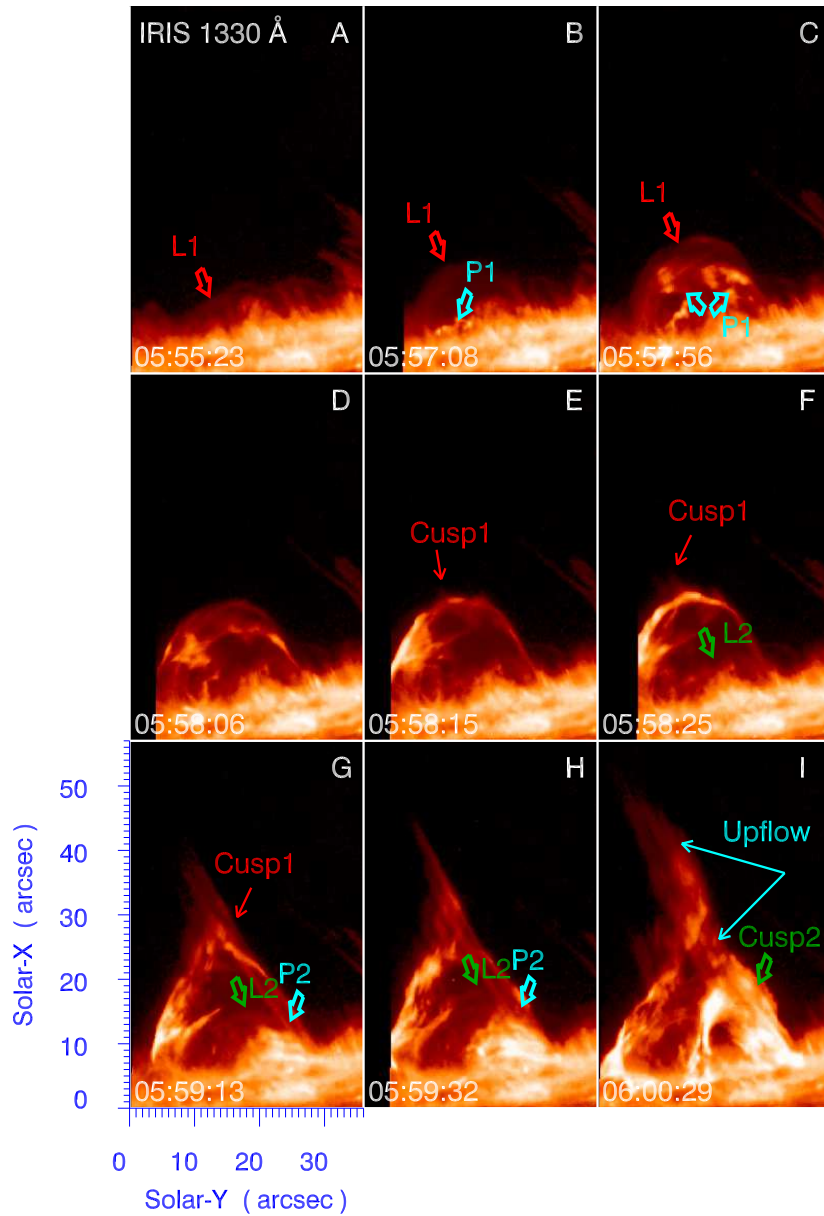 IRIS 1330 Å A
L1
05:55:23
B
L1
P1
05:57:08
C
L1
P1
05:57:56
D
05:58:06
E
Cusp1
05:58:15
F
Cusp1
L2
05:58:25
G
Cusp1
L2
P2
05:59:13
H
L2
P2
05:59:32
I
Upflow
Cusp2
06:00:29
50
40
30
20
10
0
Solar-X ( arcsec )
0 10 20 30
Solar-Y ( arcsec )